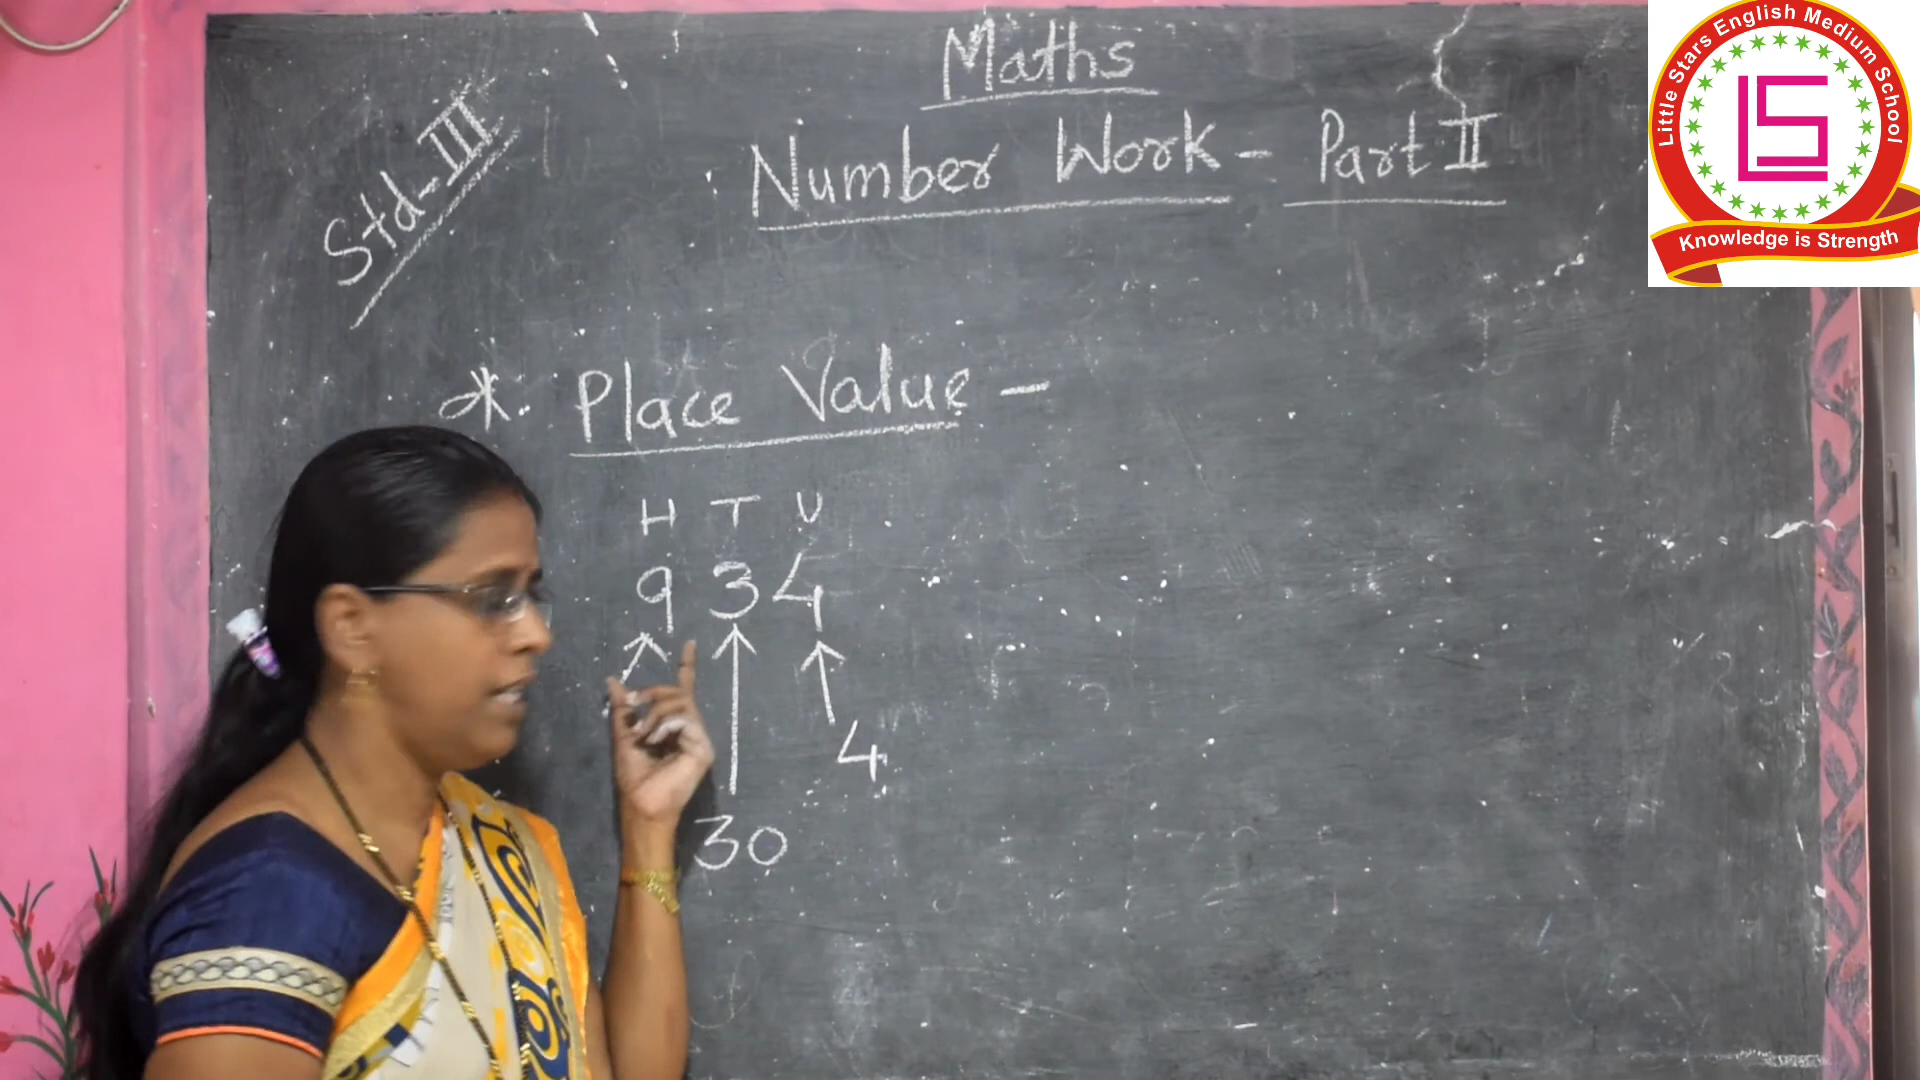 Maths
Std-III
Number Work - Part II
*. Place Value -
H T U
9 3 4
4
30
Little Stars English Medium School
LS
Knowledge is Strength